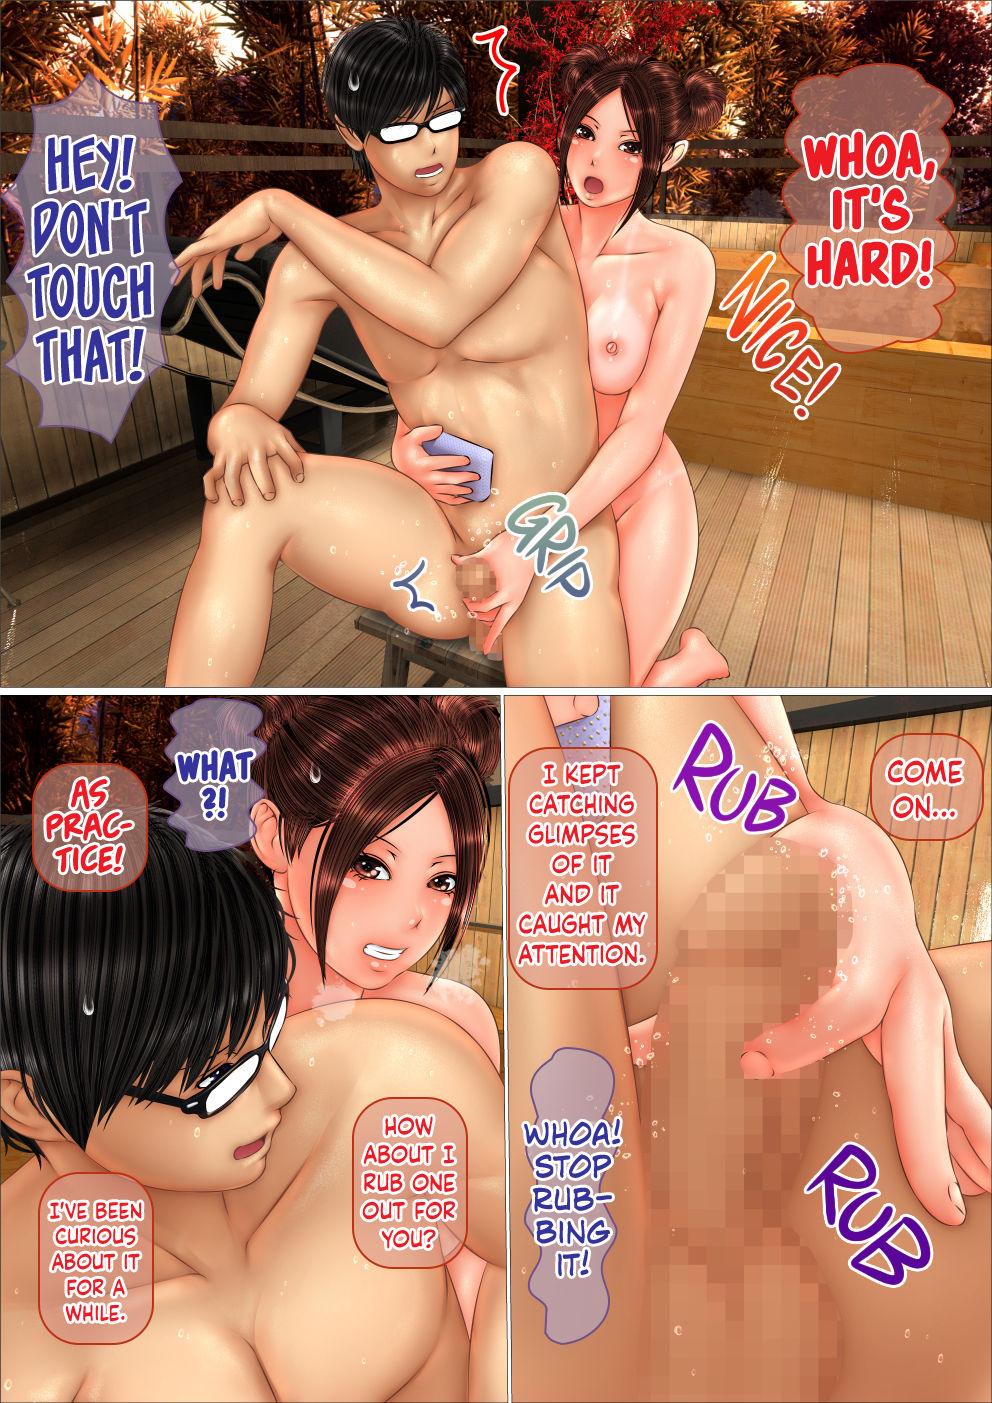 HEY!
DON'T
TOUCH
THAT!
WHOA,
IT'S
HARD!
NICE!
GRIP
WHAT
?!
AS
PRAC-
TICE!
HOW
ABOUT I
RUB ONE
OUT FOR
YOU?
I'VE BEEN
CURIOUS
ABOUT IT
FOR A
WHILE.
COME
ON...
RUB
I KEPT
CATCHING
GLIMPSES
OF IT
AND IT
CAUGHT MY
ATTENTION.
WHOA!
STOP
RUB-
BING
IT!
RUB